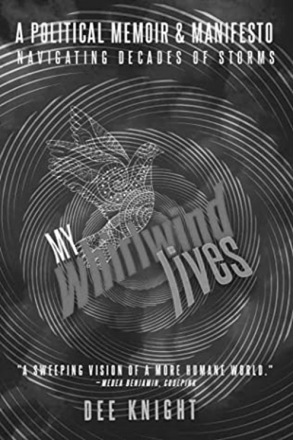 A POLITICAL MEMOIR & MANIFESTO
NAVIGATING DECADES OF STORMS
MY
Whirlwind
lives
"A SWEEPING VISION OF A MORE HUMANE WORLD."
-MEDEA BENJAMIN, CODEPINK
DEE KNIGHT